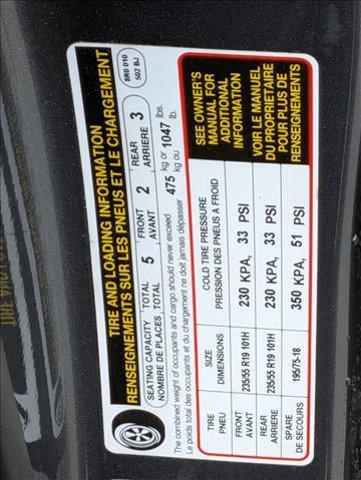 TIRE AND LOADING INFORMATION
RENSEIGNEMENTS SUR LES PNEUS ET LE CHARGEMENT
8R0 010
502 BJ
SEATING CAPACITY TOTAL 5 FRONT 2 REAR 3
NOMBRE DE PLACES TOTAL AVANT ARRIERE
The combined weight of occupants and cargo should never exceed 475 kg or 1047 lbs.
Le poids total des occupants et du chargement ne doit jamais dépasser kg ou lb.
TIRE SIZE COLD TIRE PRESSURE
PNEU DIMENSIONS PRESSION DES PNEUS A FROID
FRONT 235/55 R19 101H 230 KPA, 33 PSI
AVANT
REAR 235/55 R19 101H 230 KPA, 33 PSI
ARRIERE
SPARE 195/75-18 350 KPA, 51 PSI
DE SECOURS
SEE OWNER'S
MANUAL FOR
ADDITIONAL
INFORMATION
VOIR LE MANUEL
DU PROPRIETAIRE
POUR PLUS DE
RENSEIGNEMENTS